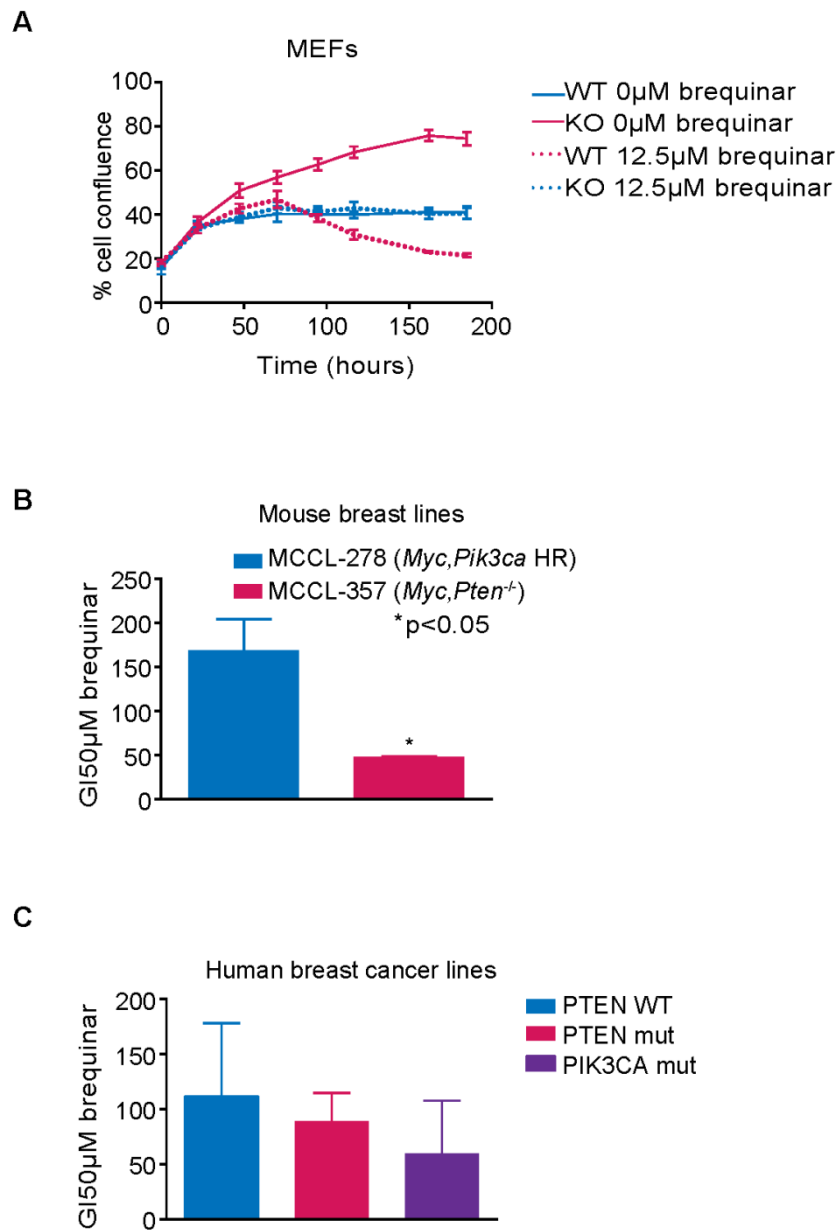 A
MEFs
% cell confluence
100
80
60
40
20
0
0 50 100 150 200
Time (hours)
WT 0µM brequinar
KO 0µM brequinar
WT 12.5µM brequinar
KO 12.5µM brequinar
B
Mouse breast lines
MCCL-278 (Myc,Pik3ca HR)
MCCL-357 (Myc,Pten-/-)
*p<0.05
GI50µM brequinar
250
200
150
100
50
0
*
C
Human breast cancer lines
GI50µM brequinar
200
150
100
50
0
PTEN WT
PTEN mut
PIK3CA mut